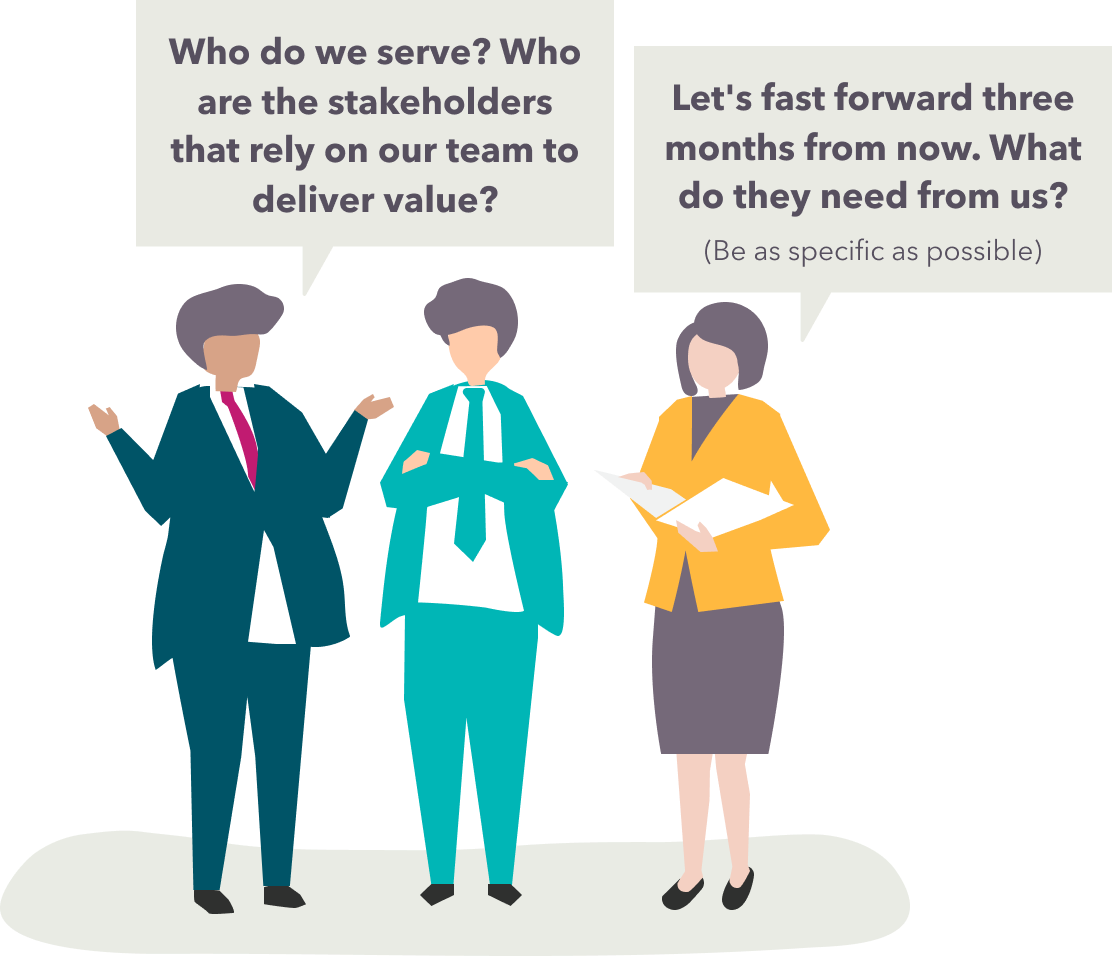 Who do we serve? Who
are the stakeholders
that rely on our team to
deliver value?
Let's fast forward three
months from now. What
do they need from us?
(Be as specific as possible)